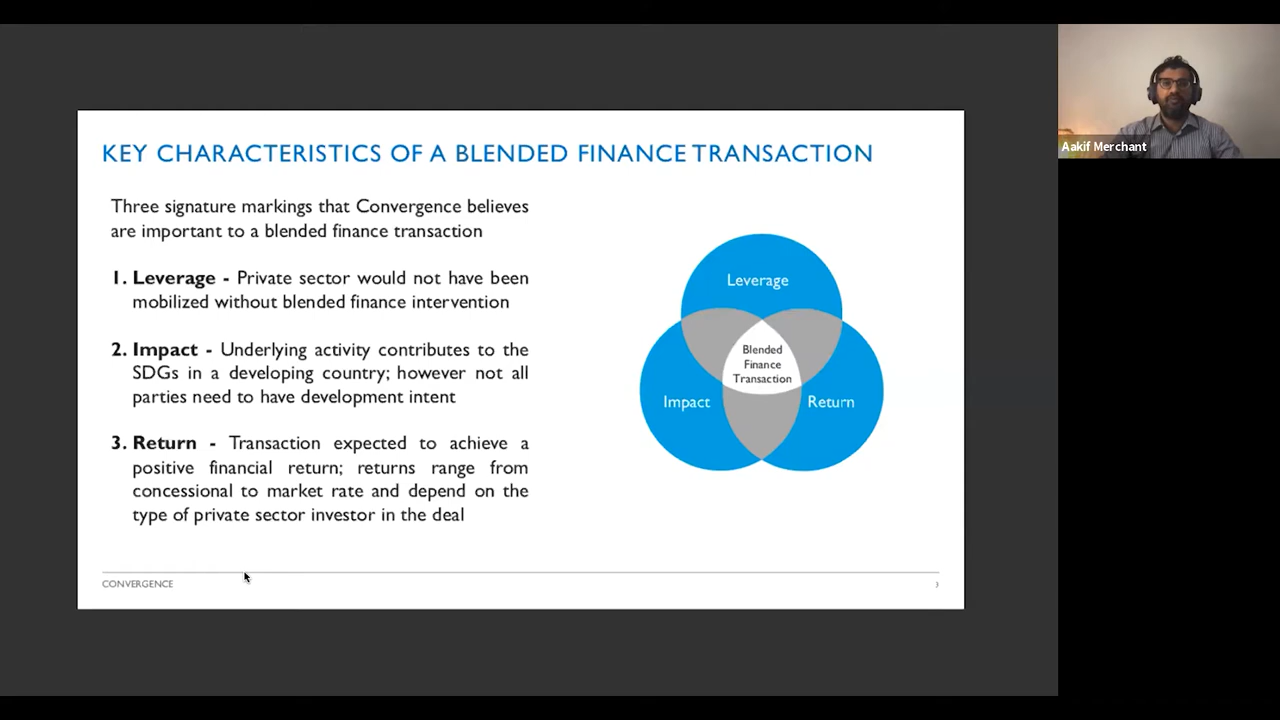 KEY CHARACTERISTICS OF A BLENDED FINANCE TRANSACTION
Three signature markings that Convergence believes
are important to a blended finance transaction
1. Leverage - Private sector would not have been
mobilized without blended finance intervention
2. Impact - Underlying activity contributes to the
SDGs in a developing country; however not all
parties need to have development intent
3. Return - Transaction expected to achieve a
positive financial return; returns range from
concessional to market rate and depend on the
type of private sector investor in the deal
Leverage
Blended
Finance
Transaction
Impact
Return
CONVERGENCE
Aakif Merchant